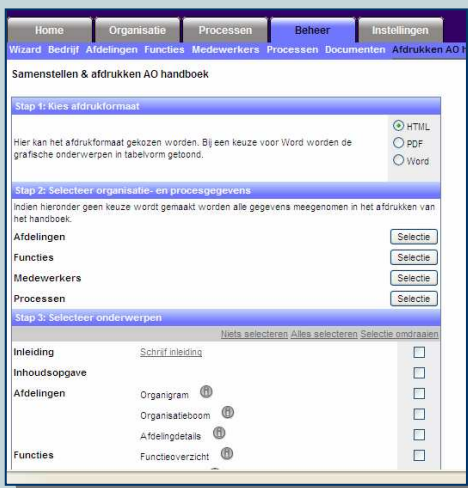 Home Organisatie Processen Beheer Instellingen
Wizard Bedrijf Afdelingen Functies Medewerkers Processen Documenten Afdrukken AO h
Samenstellen & afdrukken AO handboek
Stap 1: Kies afdrukformaat
HTML
Hier kan het afdrukformaat gekozen worden. Bij een keuze voor Word worden de
grafische onderwerpen in tabelvorm getoond.
PDF
Word
Stap 2: Selecteer organisatie- en procesgegevens
Indien hieronder geen keuze wordt gemaakt worden alle gegevens meegenomen in het afdrukken van
het handboek.
Afdelingen Selectie
Functies Selectie
Medewerkers Selectie
Processen Selectie
Stap 3: Selecteer onderwerpen
Niets selecteren Alles selecteren Selectie omdraaien
Inleiding Schrijf inleiding
Inhoudsopgave
Afdelingen Organigram
Organisatieboom
Afdelingdetails
Functies Functieoverzicht